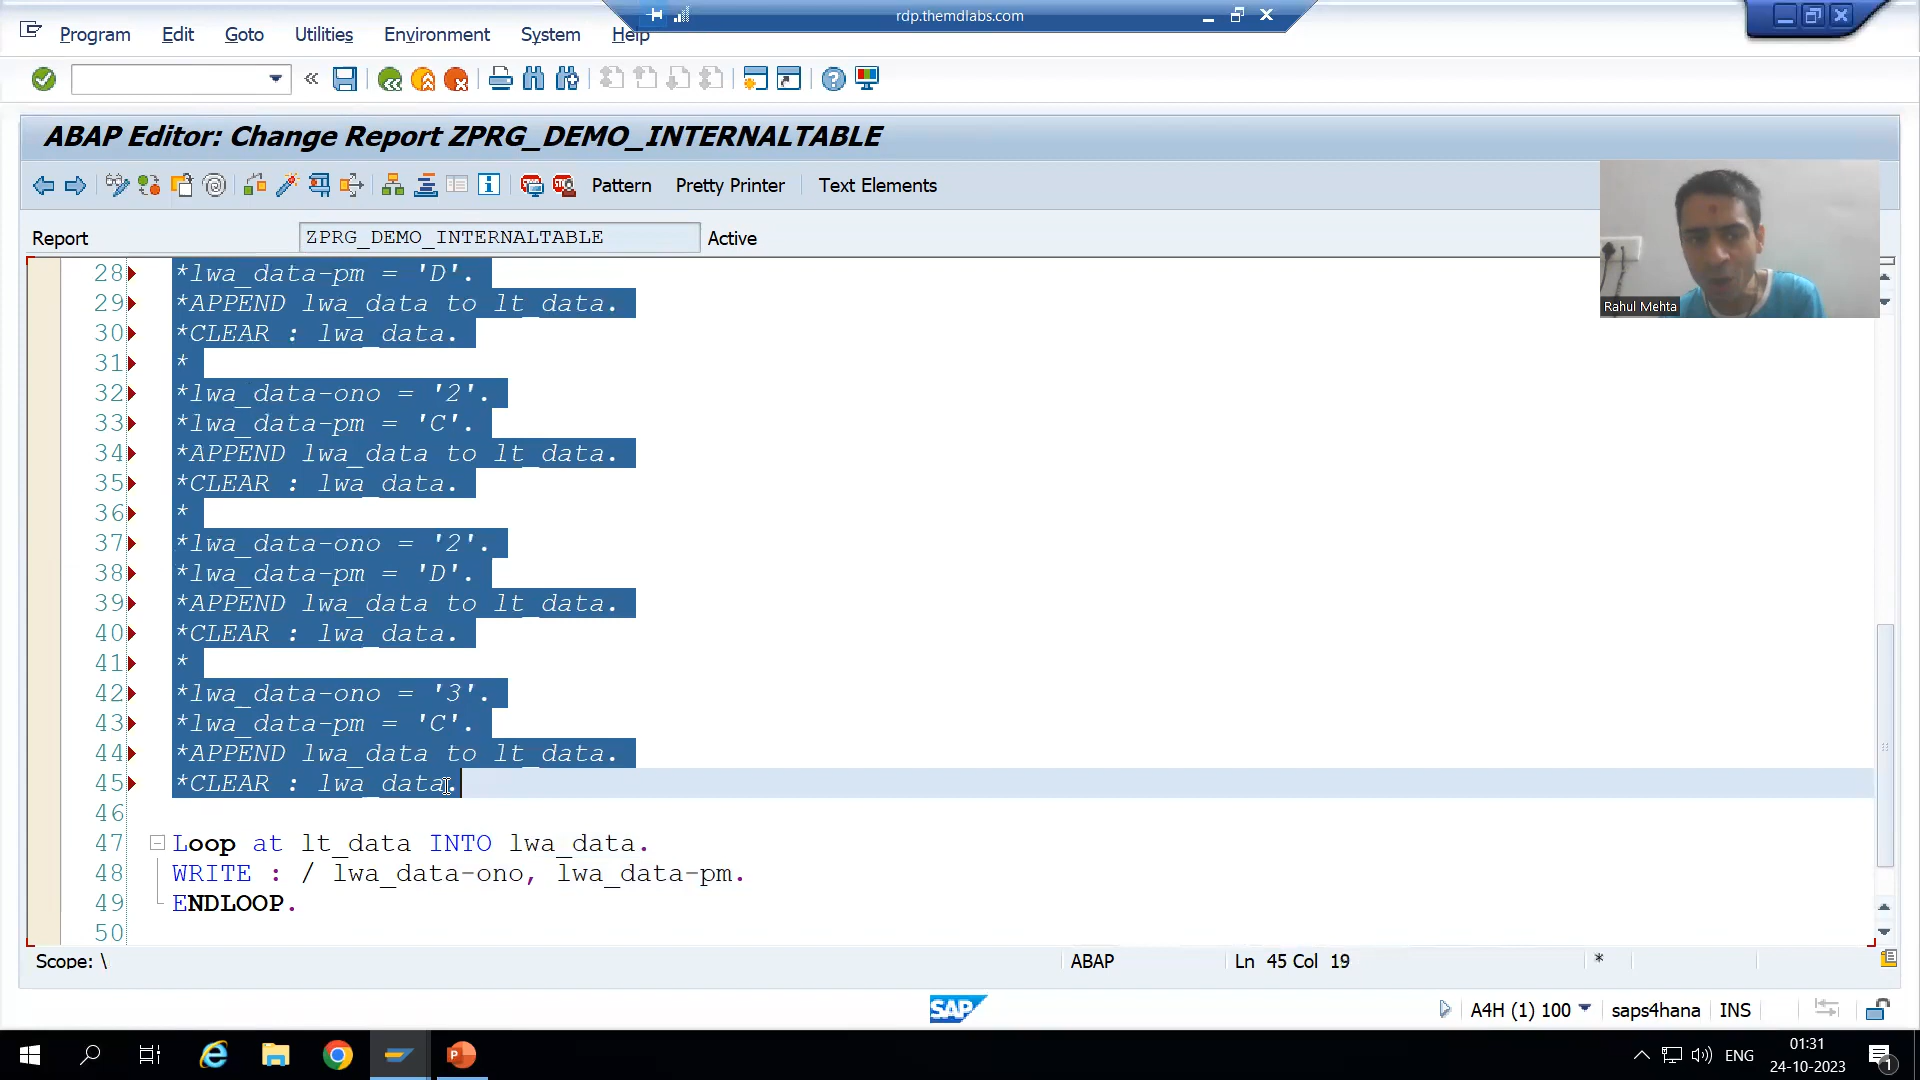 rdp.themdlabs.com
Program Edit Goto Utilities Environment System Help
ABAP Editor: Change Report ZPRG_DEMO_INTERNALTABLE
Pattern Pretty Printer Text Elements
Report ZPRG_DEMO_INTERNALTABLE Active
Rahul Mehta
28 *lwa_data-pm = 'D'.
29 *APPEND lwa_data to lt_data.
30 *CLEAR : lwa_data.
31 *
32 *lwa_data-ono = '2'.
33 *lwa_data-pm = 'C'.
34 *APPEND lwa_data to lt_data.
35 *CLEAR : lwa_data.
36 *
37 *lwa_data-ono = '2'.
38 *lwa_data-pm = 'D'.
39 *APPEND lwa_data to lt_data.
40 *CLEAR : lwa_data.
41 *
42 *lwa_data-ono = '3'.
43 *lwa_data-pm = 'C'.
44 *APPEND lwa_data to lt_data.
45 *CLEAR : lwa_data.
46
47 Loop at lt_data INTO lwa_data.
48 WRITE : / lwa_data-ono, lwa_data-pm.
49 ENDLOOP.
50
Scope: \ ABAP Ln 45 Col 19 *
SAP A4H (1) 100 saps4hana INS
ENG 01:31
24-10-2023 1